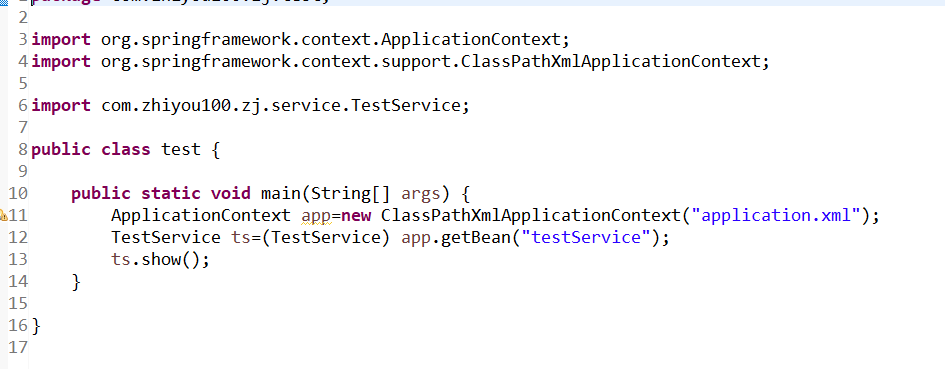 2
3 import org.springframework.context.ApplicationContext;
4 import org.springframework.context.support.ClassPathXmlApplicationContext;
5
6 import com.zhiyou100.zj.service.TestService;
7
8 public class test {
9
10 public static void main(String[] args) {
11 ApplicationContext app=new ClassPathXmlApplicationContext("application.xml");
12 TestService ts=(TestService) app.getBean("testService");
13 ts.show();
14 }
15
16 }
17